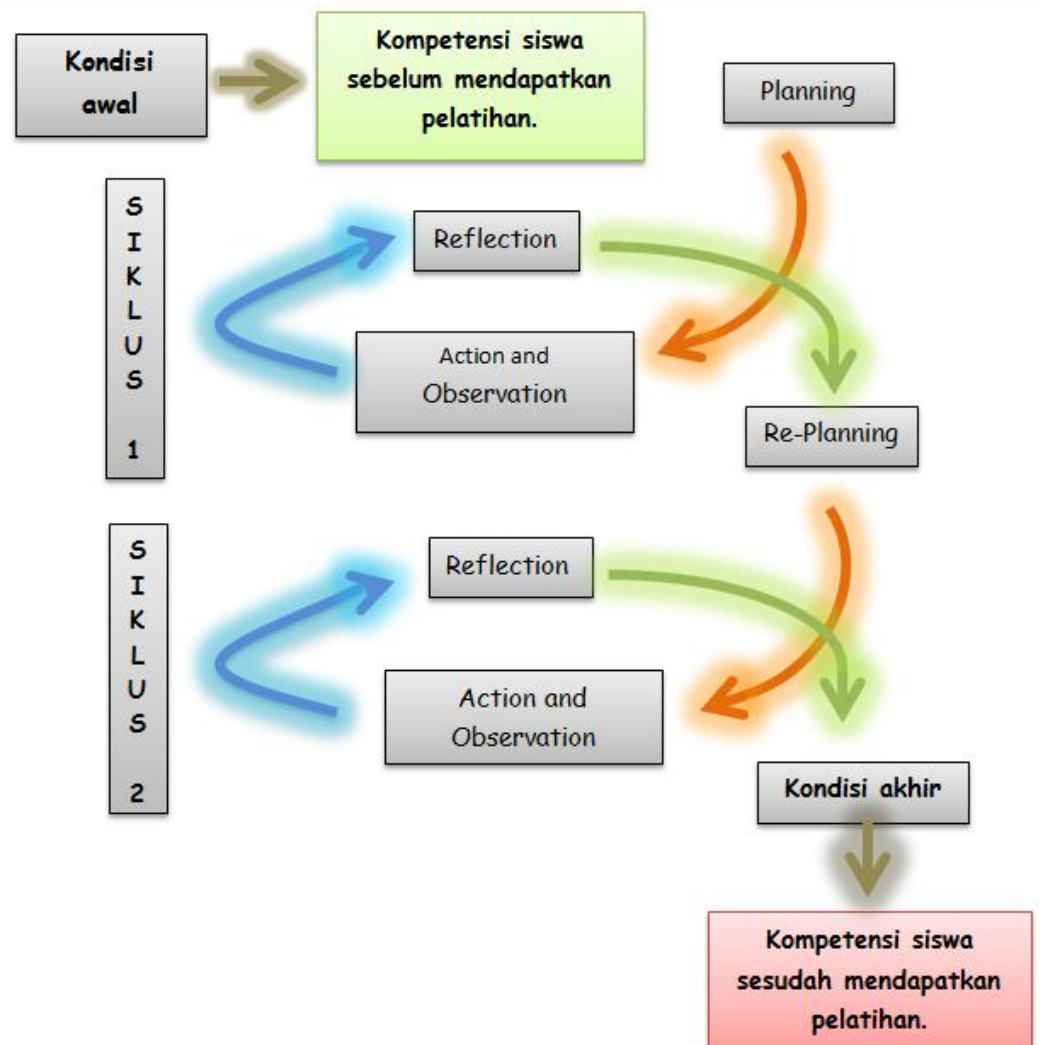 Kondisi
awal
Kompetensi siswa
sebelum mendapatkan
pelatihan.
Planning
S
I
K
L
U
S
1
Reflection
Action and
Observation
Re-Planning
S
I
K
L
U
S
2
Reflection
Action and
Observation
Kondisi akhir
Kompetensi siswa
sesudah mendapatkan
pelatihan.